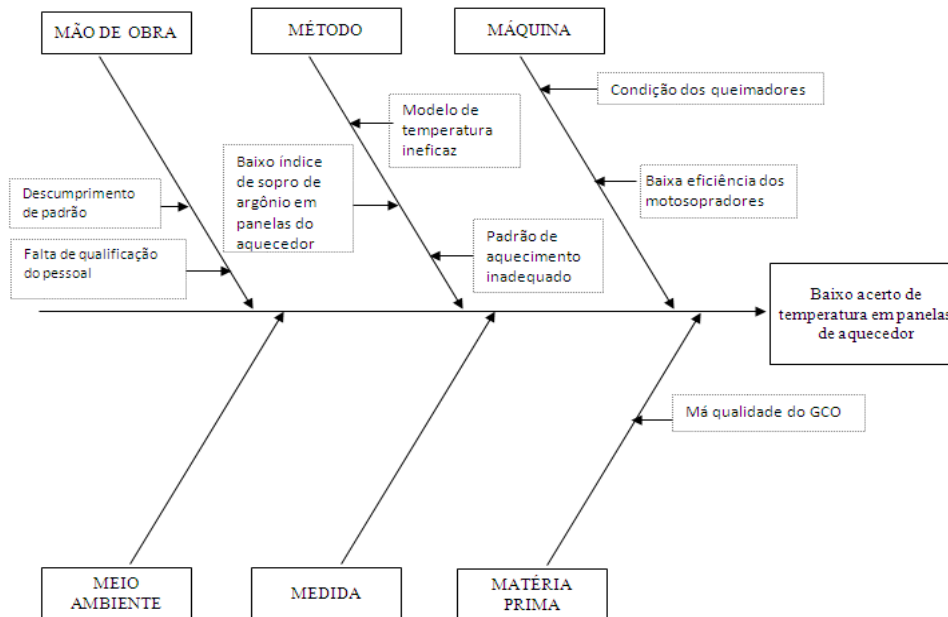 MÃO DE OBRA
MÉTODO
MÁQUINA
Condição dos queimadores
Modelo de
temperatura
ineficaz
Baixo índice
de sopro de
argônio em
panelas do
aquecedor
Baixa eficiência dos
motosopradores
Descumprimento
de padrão
Falta de qualificação
do pessoal
Padrão de
aquecimento
inadequado
Baixo acerto de
temperatura em panelas
de aquecedor
Má qualidade do GCO
MEIO
AMBIENTE
MEDIDA
MATÉRIA
PRIMA